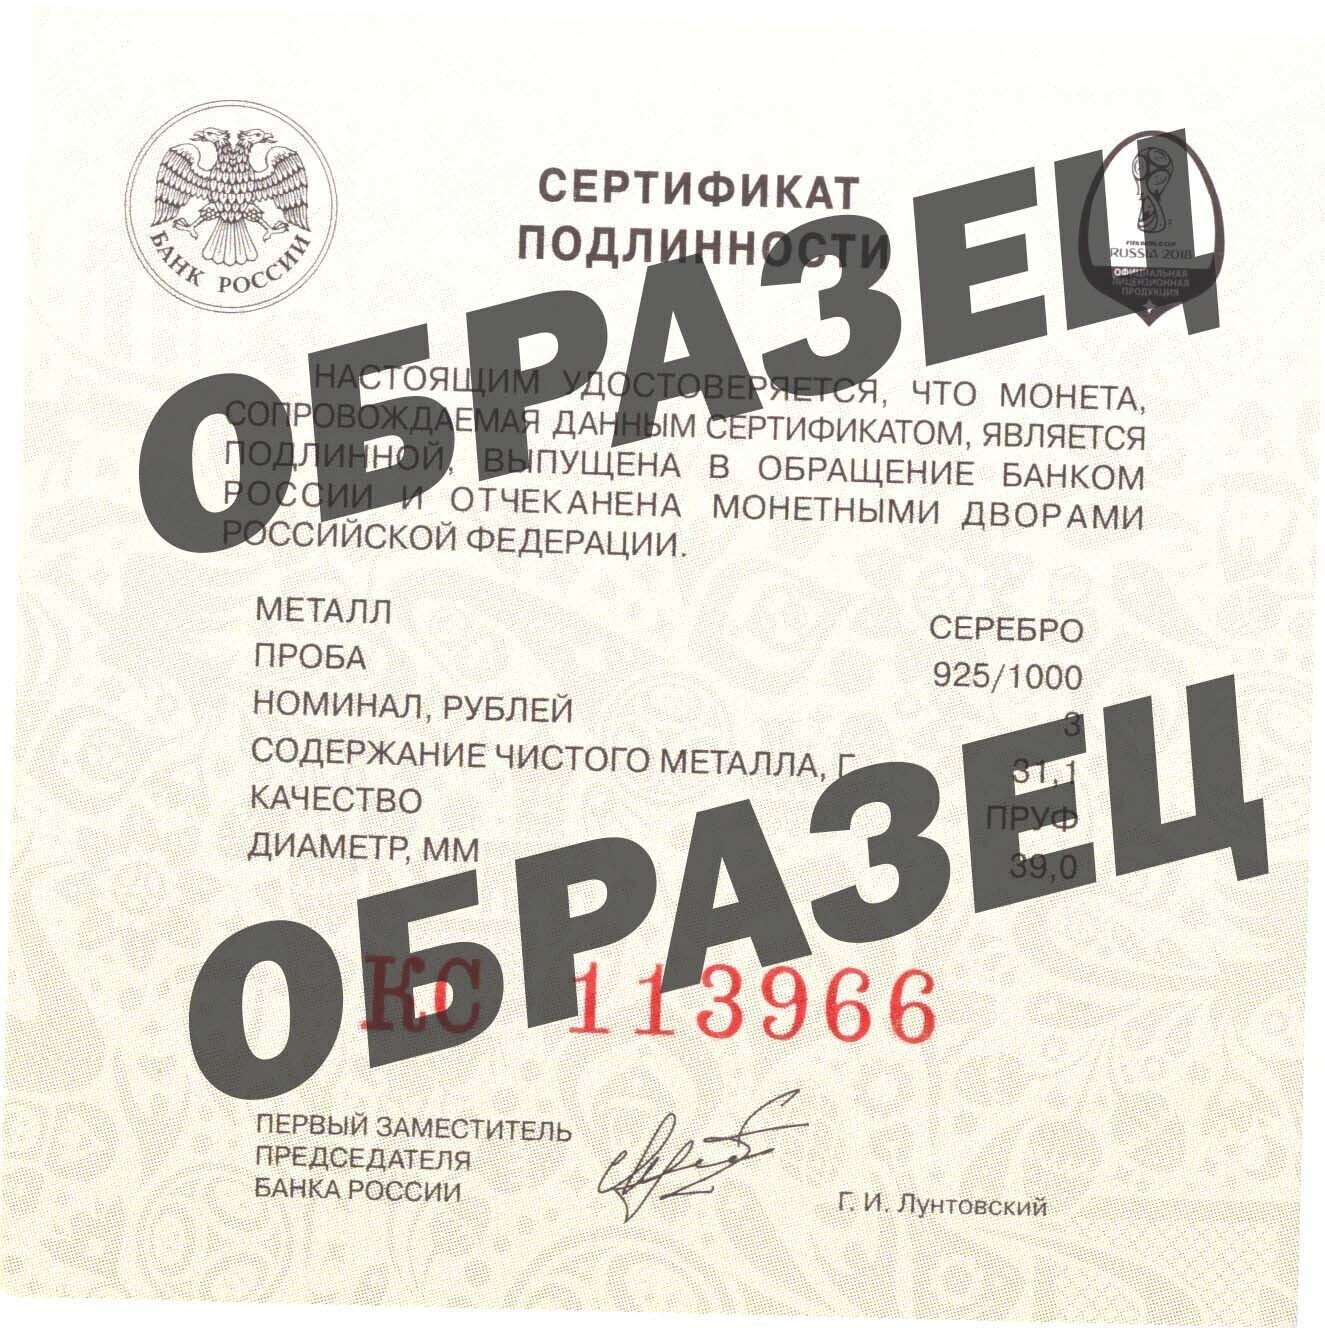 БАНК РОССИИ
СЕРТИФИКАТ
ПОДЛИННОСТИ
FIFA WORLD CUP
RUSSIA 2018
ОФИЦИАЛЬНАЯ
ЛИЦЕНЗИОННАЯ
ПРОДУКЦИЯ
ОБРАЗЕЦ
НАСТОЯЩИМ УДОСТОВЕРЯЕТСЯ, ЧТО МОНЕТА,
СОПРОВОЖДАЕМАЯ ДАННЫМ СЕРТИФИКАТОМ, ЯВЛЯЕТСЯ
ПОДЛИННОЙ, ВЫПУЩЕНА В ОБРАЩЕНИЕ БАНКОМ
РОССИИ И ОТЧЕКАНЕНА МОНЕТНЫМИ ДВОРАМИ
РОССИЙСКОЙ ФЕДЕРАЦИИ.
МЕТАЛЛ СЕРЕБРО
ПРОБА 925/1000
НОМИНАЛ, РУБЛЕЙ 3
СОДЕРЖАНИЕ ЧИСТОГО МЕТАЛЛА, Г 31,1
КАЧЕСТВО ПРУФ
ДИАМЕТР, ММ 39,0
ОБРАЗЕЦ
КС 113966
ПЕРВЫЙ ЗАМЕСТИТЕЛЬ
ПРЕДСЕДАТЕЛЯ
БАНКА РОССИИ
Г. И. Лунтовский